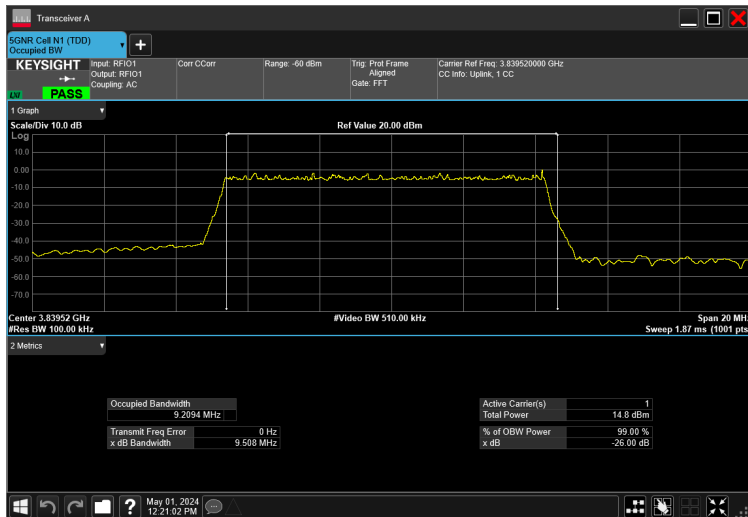 Transceiver A
5GNR Cell N1 (TDD)
Occupied BW
KEYSIGHT
LXI
PASS
Input: RFIO1
Output: RFIO1
Coupling: AC
Corr CCorr
Range: -60 dBm
Trig: Prot Frame
Aligned
Gate: FFT
Carrier Ref Freq: 3.839520000 GHz
CC Info: Uplink, 1 CC
1 Graph
Scale/Div 10.0 dB
Ref Value 20.00 dBm
Log
10.0
0.00
-10.0
-20.0
-30.0
-40.0
-50.0
-60.0
-70.0
Center 3.83952 GHz
#Video BW 510.00 kHz
Span 20 MH
#Res BW 100.00 kHz
Sweep 1.87 ms (1001 pts
2 Metrics
Occupied Bandwidth
9.2094 MHz
Transmit Freq Error 0 Hz
x dB Bandwidth 9.508 MHz
Active Carrier(s) 1
Total Power 14.8 dBm
% of OBW Power 99.00 %
x dB -26.00 dB
?
May 01, 2024
12:21:02 PM